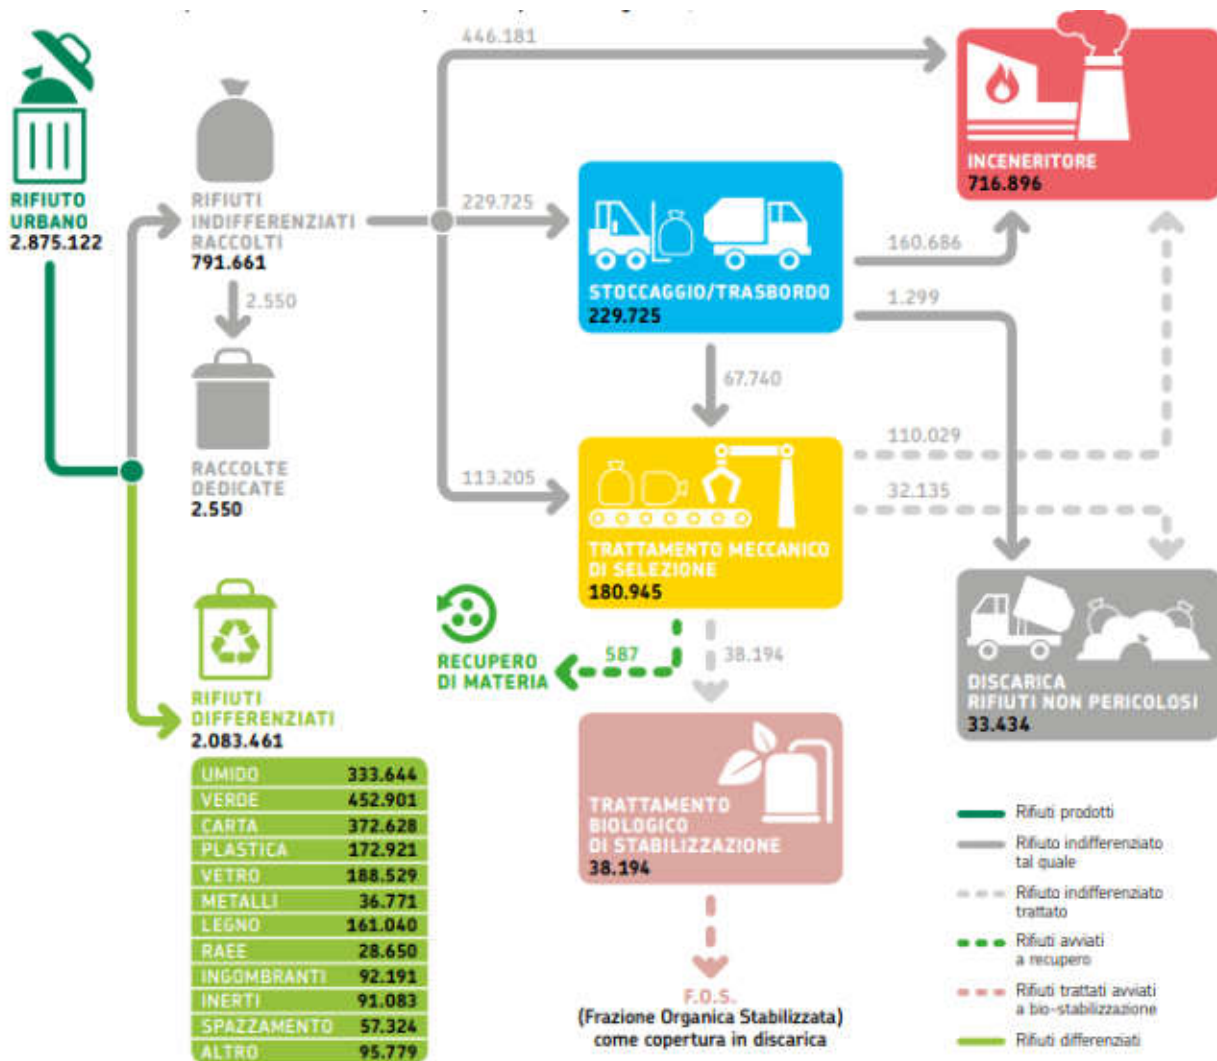 446.181
INCENERITORE
716.896
RIFIUTO
URBANO
2.875.122
RIFIUTI
INDIFFERENZIATI
RACCOLTI
791.661
229.725
STOCCAGGIO/TRASBORDO
229.725
160.686
1.299
2.550
RACCOLTE
DEDICATE
2.550
67.740
113.205
TRATTAMENTO MECCANICO
DI SELEZIONE
180.945
110.029
32.135
RECUPERO
DI MATERIA
587
38.194
DISCARICA
RIFIUTI NON PERICOLOSI
33.434
RIFIUTI
DIFFERENZIATI
2.083.461
UMIDO 333.644
VERDE 452.901
CARTA 372.628
PLASTICA 172.921
VETRO 188.529
METALLI 36.771
LEGNO 161.040
RAEE 28.650
INGOMBRANTI 92.191
INERTI 91.083
SPAZZAMENTO 57.324
ALTRO 95.779
TRATTAMENTO
BIOLOGICO
DI STABILIZZAZIONE
38.194
F.O.S.
(Frazione Organica Stabilizzata)
come copertura in discarica
Rifiuti prodotti
Rifiuto indifferenziato
tal quale
Rifiuto indifferenziato
trattato
Rifiuti avviati
a recupero
Rifiuti trattati avviati
a bio-stabilizzazione
Rifiuti differenziati